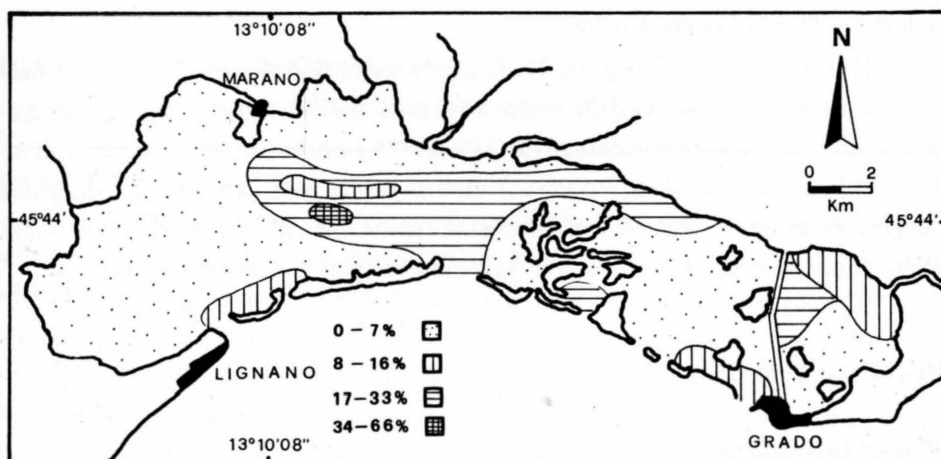 13°10'08''
N
MARANO
0 2
Km
45°44'
45°44'
0 – 7%
8 – 16%
17–33%
34–66%
LIGNANO
GRADO
13°10'08''